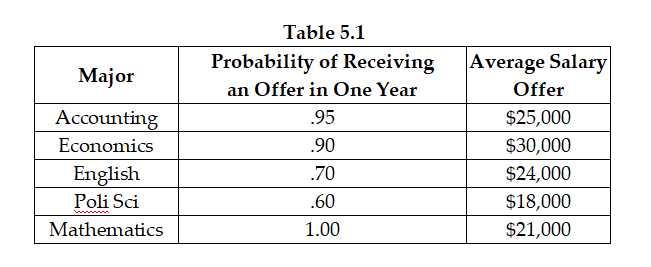 Table 5.1
Major Probability of Receiving an Offer in One Year Average Salary Offer
Accounting .95 $25,000
Economics .90 $30,000
English .70 $24,000
Poli Sci .60 $18,000
Mathematics 1.00 $21,000